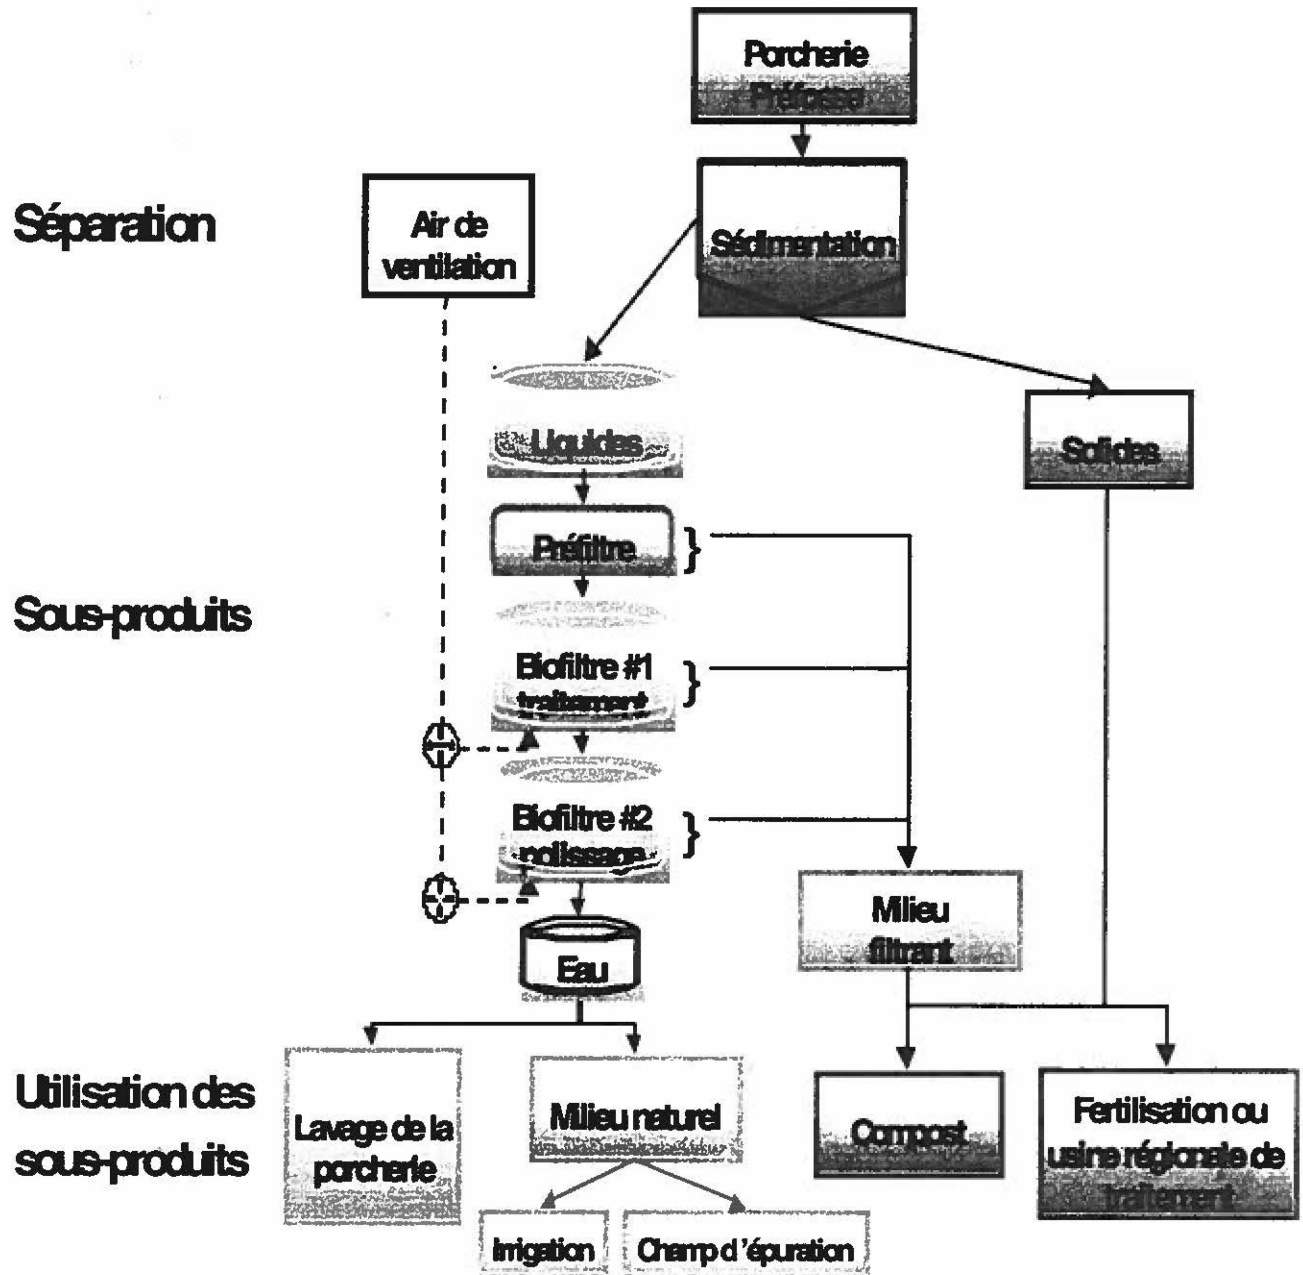 Porcherie
Préfosse
Séparation
Air de
ventilation
Sédimentation
Liquides
Solides
Préfiltre
}
Sous-produits
Biofiltre #1
traitement
}
Biofiltre #2
polissage
}
Milieu
filtrant
Eau
Utilisation des
sous-produits
Lavage de la
porcherie
Milieu naturel
Compost
Fertilisation ou
usine régionate de
traitement
Irrigation
Champ d'épuration